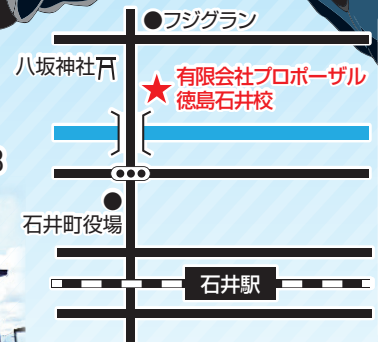 ●フジグラン
八坂神社
有限会社プロポーザル
徳島石井校
石井町役場
石井駅